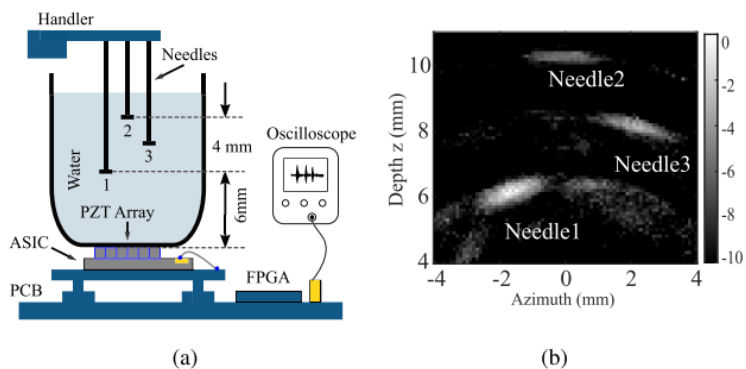 Handler
Needles
2
3
1
4 mm
Water
6mm
PZT Array
Oscilloscope
ASIC
PCB
FPGA
(a)
Depth z (mm)
10
8
6
4
Needle2
Needle3
Needle1
-4 -2 0 2 4
Azimuth (mm)
0
-2
-4
-6
-8
-10
(b)